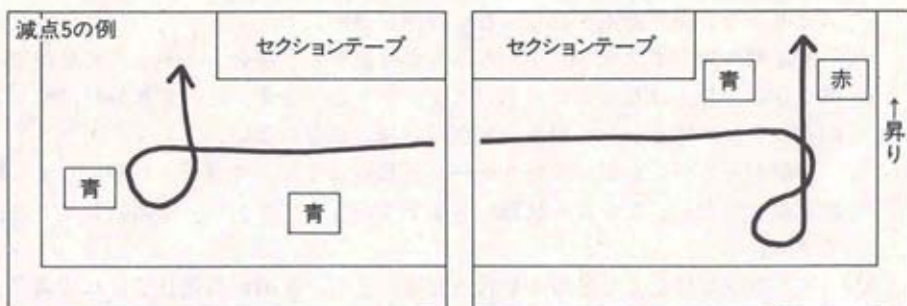 減点5の例
セクションテープ
青
青
セクションテープ
青
赤
↑昇り